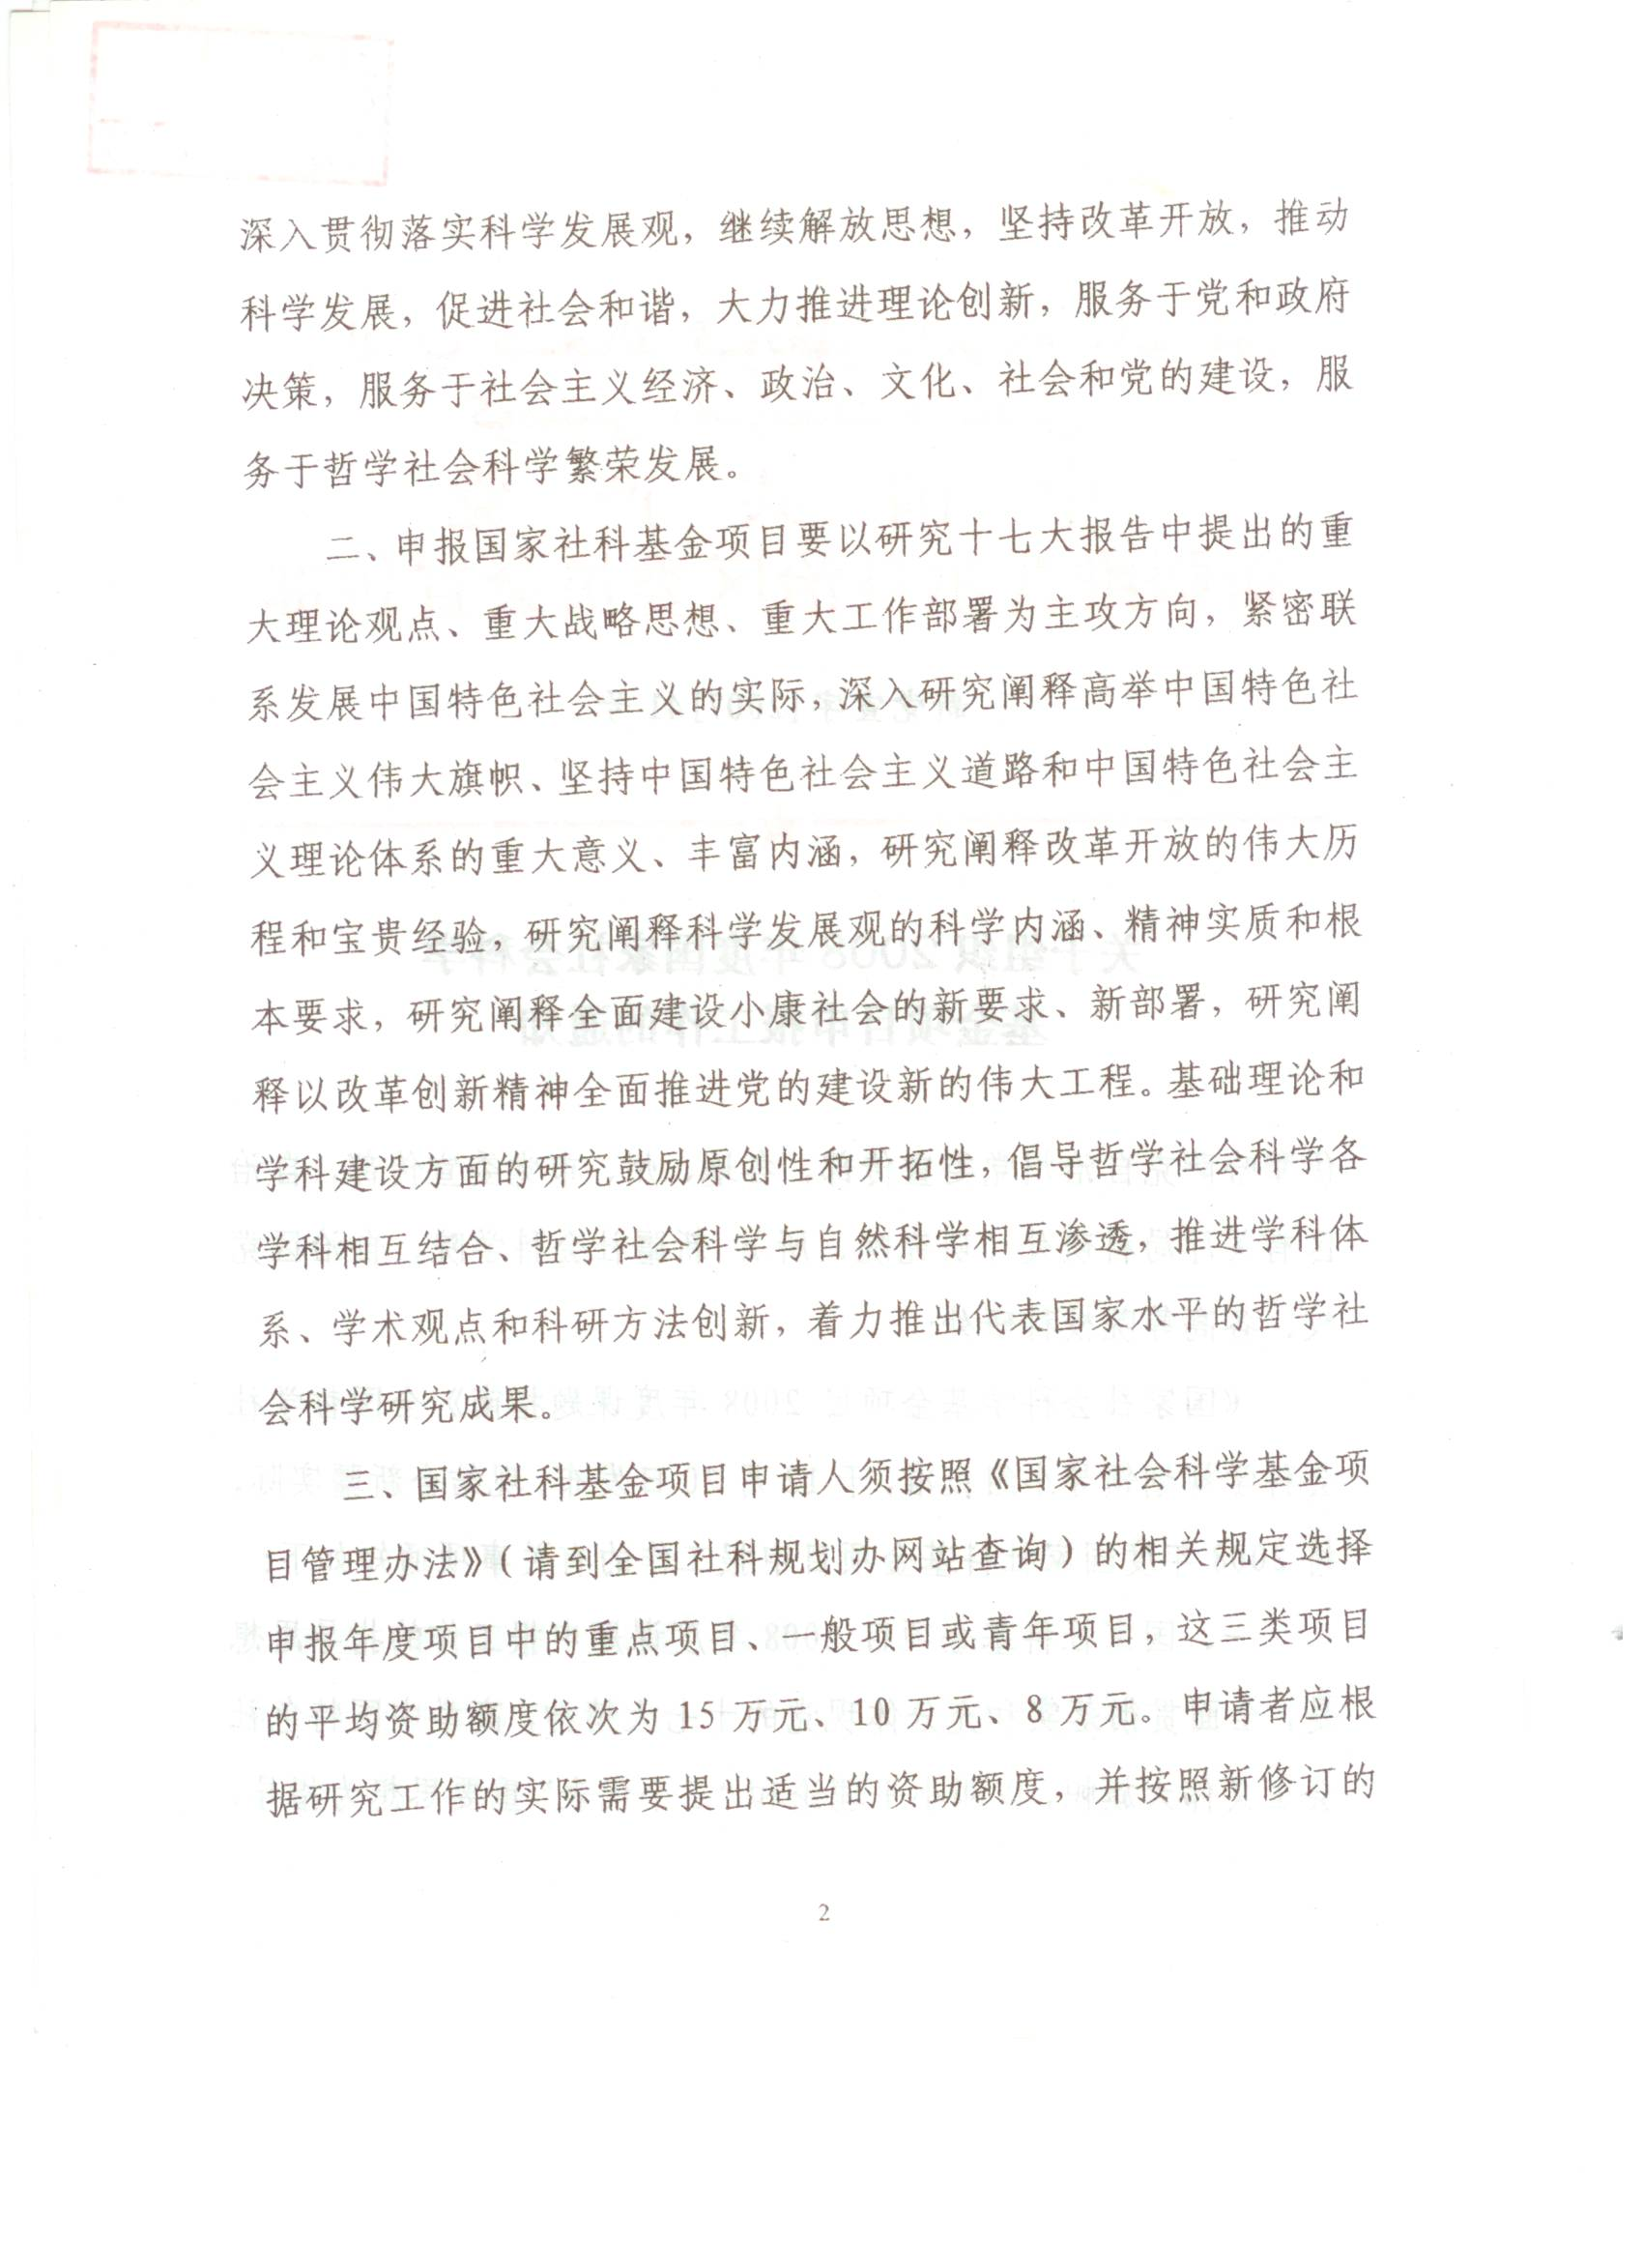 深入贯彻落实科学发展观，继续解放思想，坚持改革开放，推动
科学发展，促进社会和谐，大力推进理论创新，服务于党和政府
决策，服务于社会主义经济、政治、文化、社会和党的建设，服
务于哲学社会科学繁荣发展。
二、申报国家社科基金项目要以研究十七大报告中提出的重
大理论观点、重大战略思想、重大工作部署为主攻方向，紧密联
系发展中国特色社会主义的实际，深入研究阐释高举中国特色社
会主义伟大旗帜、坚持中国特色社会主义道路和中国特色社会主
义理论体系的重大意义、丰富内涵，研究阐释改革开放的伟大历
程和宝贵经验，研究阐释科学发展观的科学内涵、精神实质和根
本要求，研究阐释全面建设小康社会的新要求、新部署，研究阐
释以改革创新精神全面推进党的建设新的伟大工程。基础理论和
学科建设方面的研究鼓励原创性和开拓性，倡导哲学社会科学各
学科相互结合、哲学社会科学与自然科学相互渗透，推进学科体
系、学术观点和科研方法创新，着力推出代表国家水平的哲学社
会科学研究成果。
三、国家社科基金项目申请人须按照《国家社会科学基金项
目管理办法》（请到全国社科规划办网站查询）的相关规定选择
申报年度项目中的重点项目、一般项目或青年项目，这三类项目
的平均资助额度依次为 15 万元、10 万元、8 万元。申请者应根
据研究工作的实际需要提出适当的资助额度，并按照新修订的
2